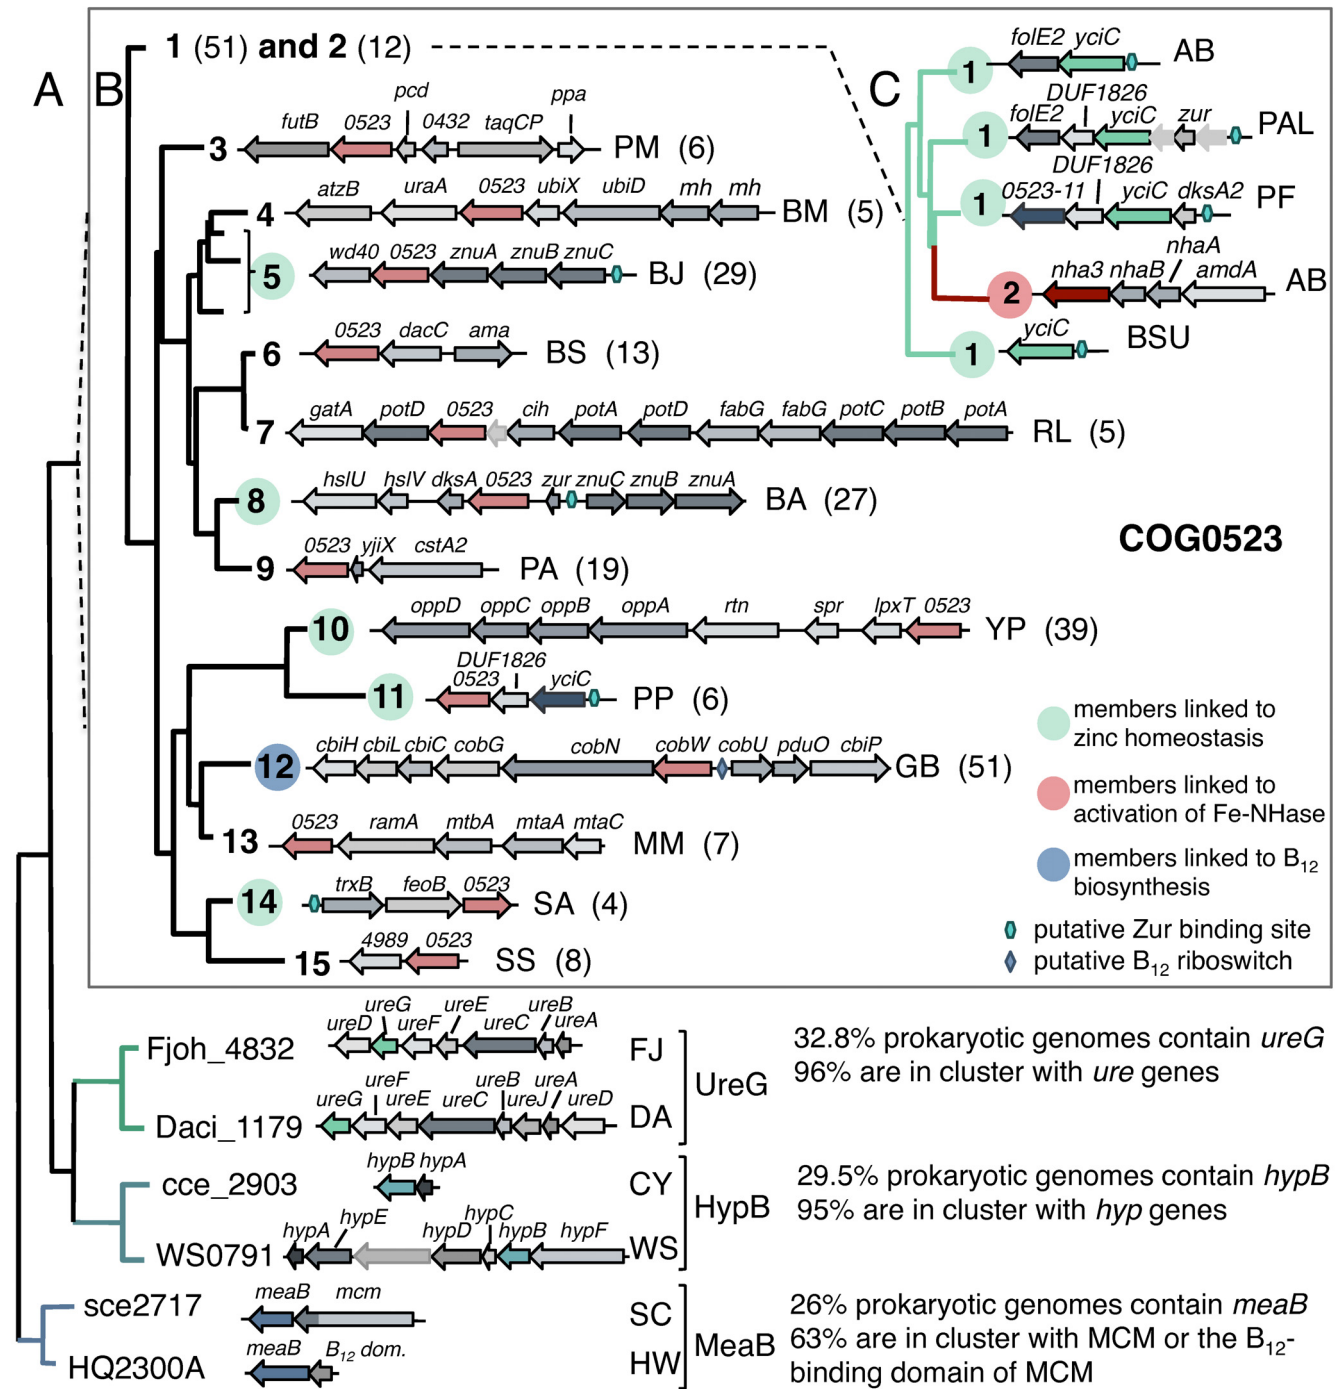 A B
1 (51) and 2 (12)
C
folE2 yciC
1 AB
folE2 DUF1826 yciC zur
1 PAL
0523-11 DUF1826 yciC dksA2
1 PF
nha3 nhaB nhaA amdA
2 AB
yciC
1 BSU
futB 0523 pcd 0432 taqCP ppa
3 PM (6)
atzB uraA 0523 ubiX ubiD mh mh
4 BM (5)
wd40 0523 znuA znuB znuC
5 BJ (29)
0523 dacC ama
6 BS (13)
gatA potD 0523 cih potA potD fabG fabG potC potB potA
7 RL (5)
hslU hslV dksA 0523 zur znuC znuB znuA
8 BA (27)
COG0523
0523 yjiX cstA2
9 PA (19)
oppD oppC oppB oppA rtn spr lpxT 0523
10 YP (39)
DUF1826
0523 yciC
11 PP (6)
cbiH cbiL cbiC cobG cobN cobW cobU pduO cbiP
12 GB (51)
0523 ramA mtbA mtaA mtaC
13 MM (7)
trxB feoB 0523
14 SA (4)
4989 0523
15 SS (8)
members linked to
zinc homeostasis
members linked to
activation of Fe-NHase
members linked to B12
biosynthesis
putative Zur binding site
putative B12 riboswitch
ureD ureG ureF ureE ureC ureB ureA
Fjoh_4832 FJ
ureG ureF ureE ureC ureB ureJ ureA ureD
Daci_1179 DA
UreG
32.8% prokaryotic genomes contain ureG
96% are in cluster with ure genes
hypB hypA
cce_2903 CY
hypA hypE hypD hypC hypB hypF
WS0791 WS
HypB
29.5% prokaryotic genomes contain hypB
95% are in cluster with hyp genes
meaB mcm
sce2717 SC
meaB B12 dom.
HQ2300A HW
MeaB
26% prokaryotic genomes contain meaB
63% are in cluster with MCM or the B12-
binding domain of MCM